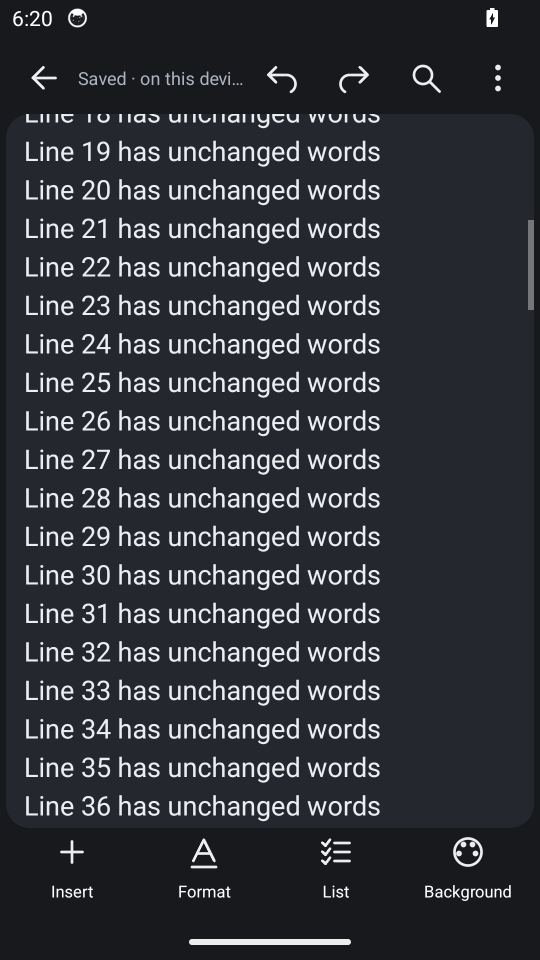 6:20
Saved · on this devi…
Line 18 has unchanged words
Line 19 has unchanged words
Line 20 has unchanged words
Line 21 has unchanged words
Line 22 has unchanged words
Line 23 has unchanged words
Line 24 has unchanged words
Line 25 has unchanged words
Line 26 has unchanged words
Line 27 has unchanged words
Line 28 has unchanged words
Line 29 has unchanged words
Line 30 has unchanged words
Line 31 has unchanged words
Line 32 has unchanged words
Line 33 has unchanged words
Line 34 has unchanged words
Line 35 has unchanged words
Line 36 has unchanged words
Insert Format List Background